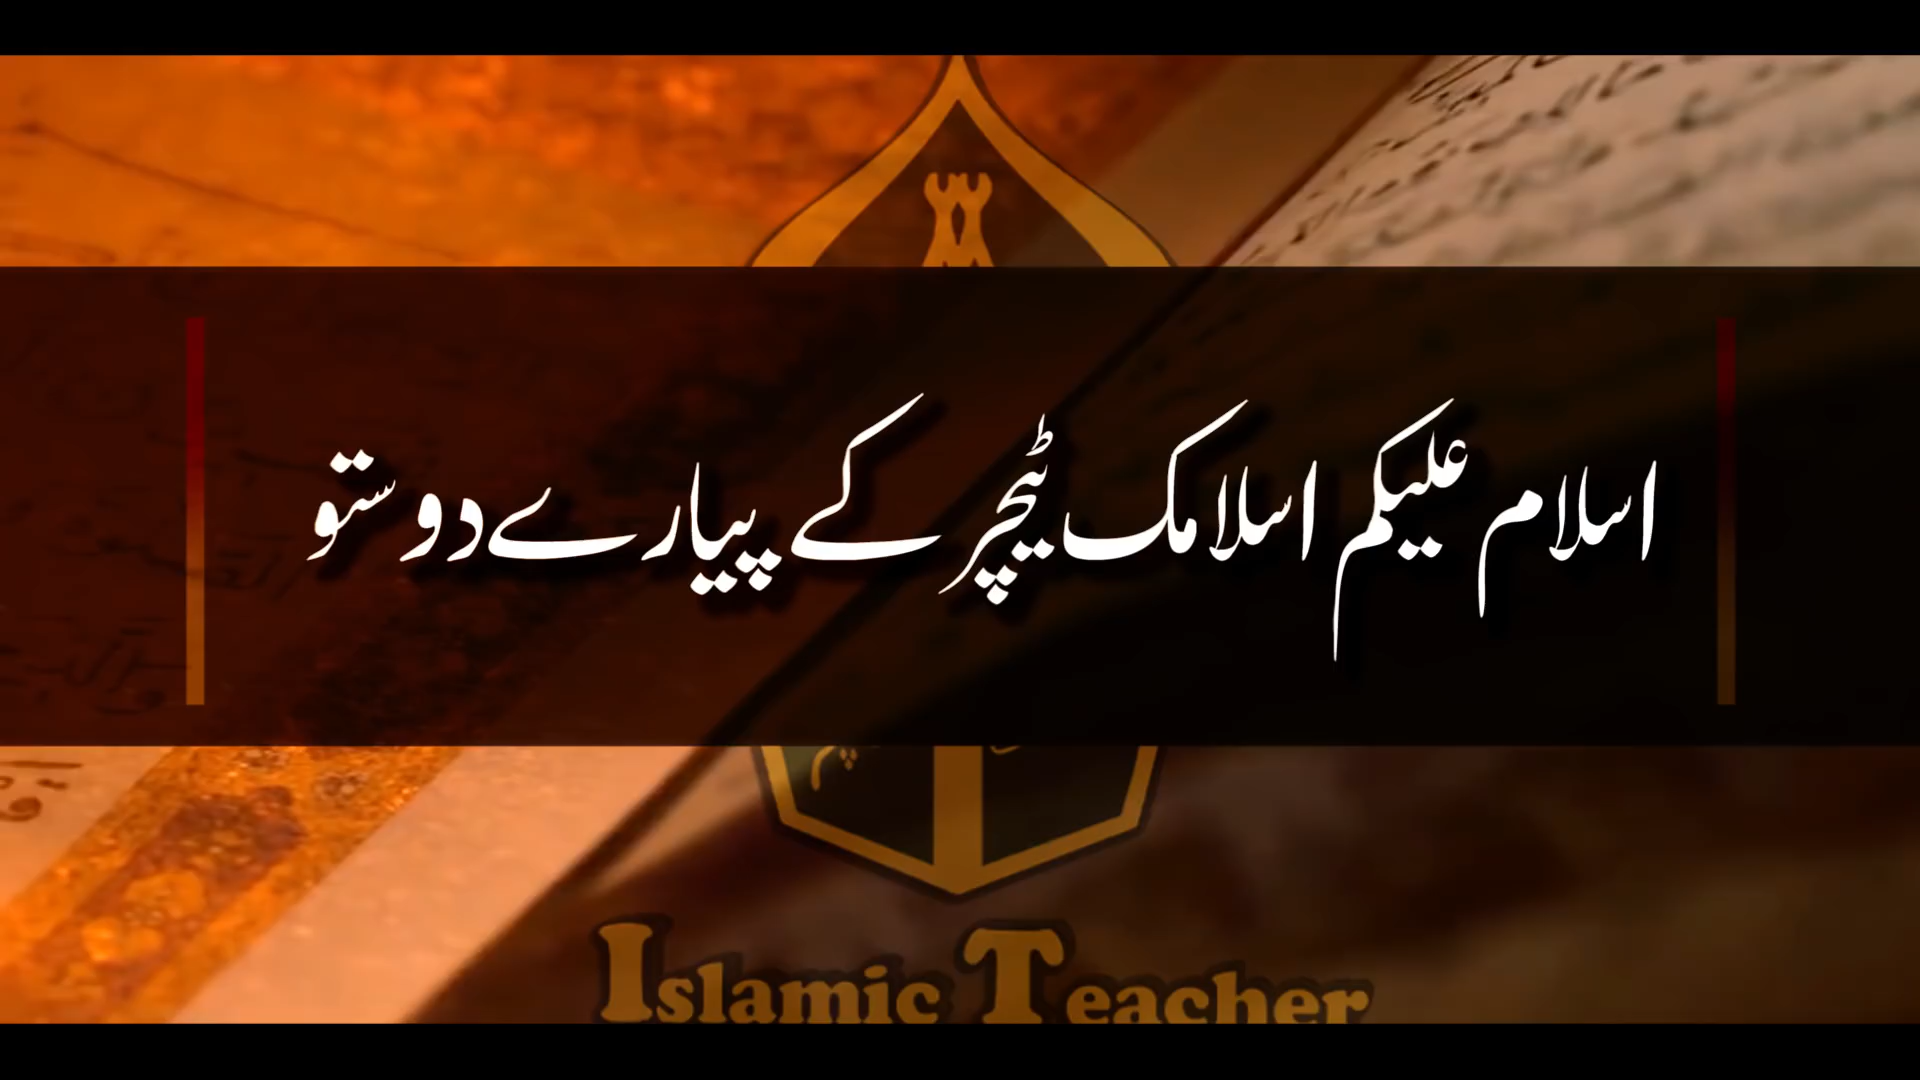 اسلام علیکم اسلامک ٹیچر کے پیارے دوستو
Islamic Teacher